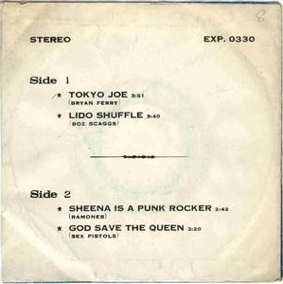 8
STEREO EXP. 0330
Side 1
★ TOKYO JOE 3:51
(BRYAN FERRY)
★ LIDO SHUFFLE 3:40
(BOZ SCAGGS)
Side 2
★ SHEENA IS A PUNK ROCKER 2:42
(RAMONES)
★ GOD SAVE THE QUEEN 3:20
(SEX PISTOLS)